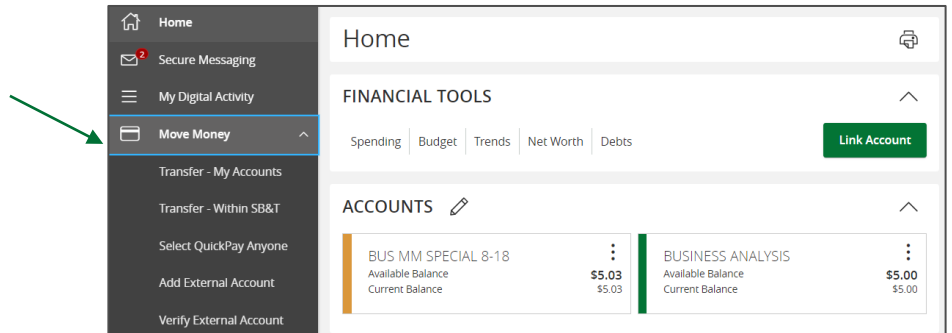 Home
2
Secure Messaging
My Digital Activity
Move Money
Transfer - My Accounts
Transfer - Within SB&T
Select QuickPay Anyone
Add External Account
Verify External Account
Home
FINANCIAL TOOLS
Spending Budget Trends Net Worth Debts
Link Account
ACCOUNTS
BUS MM SPECIAL 8-18
Available Balance $5.03
Current Balance $5.03
BUSINESS ANALYSIS
Available Balance $5.00
Current Balance $5.00